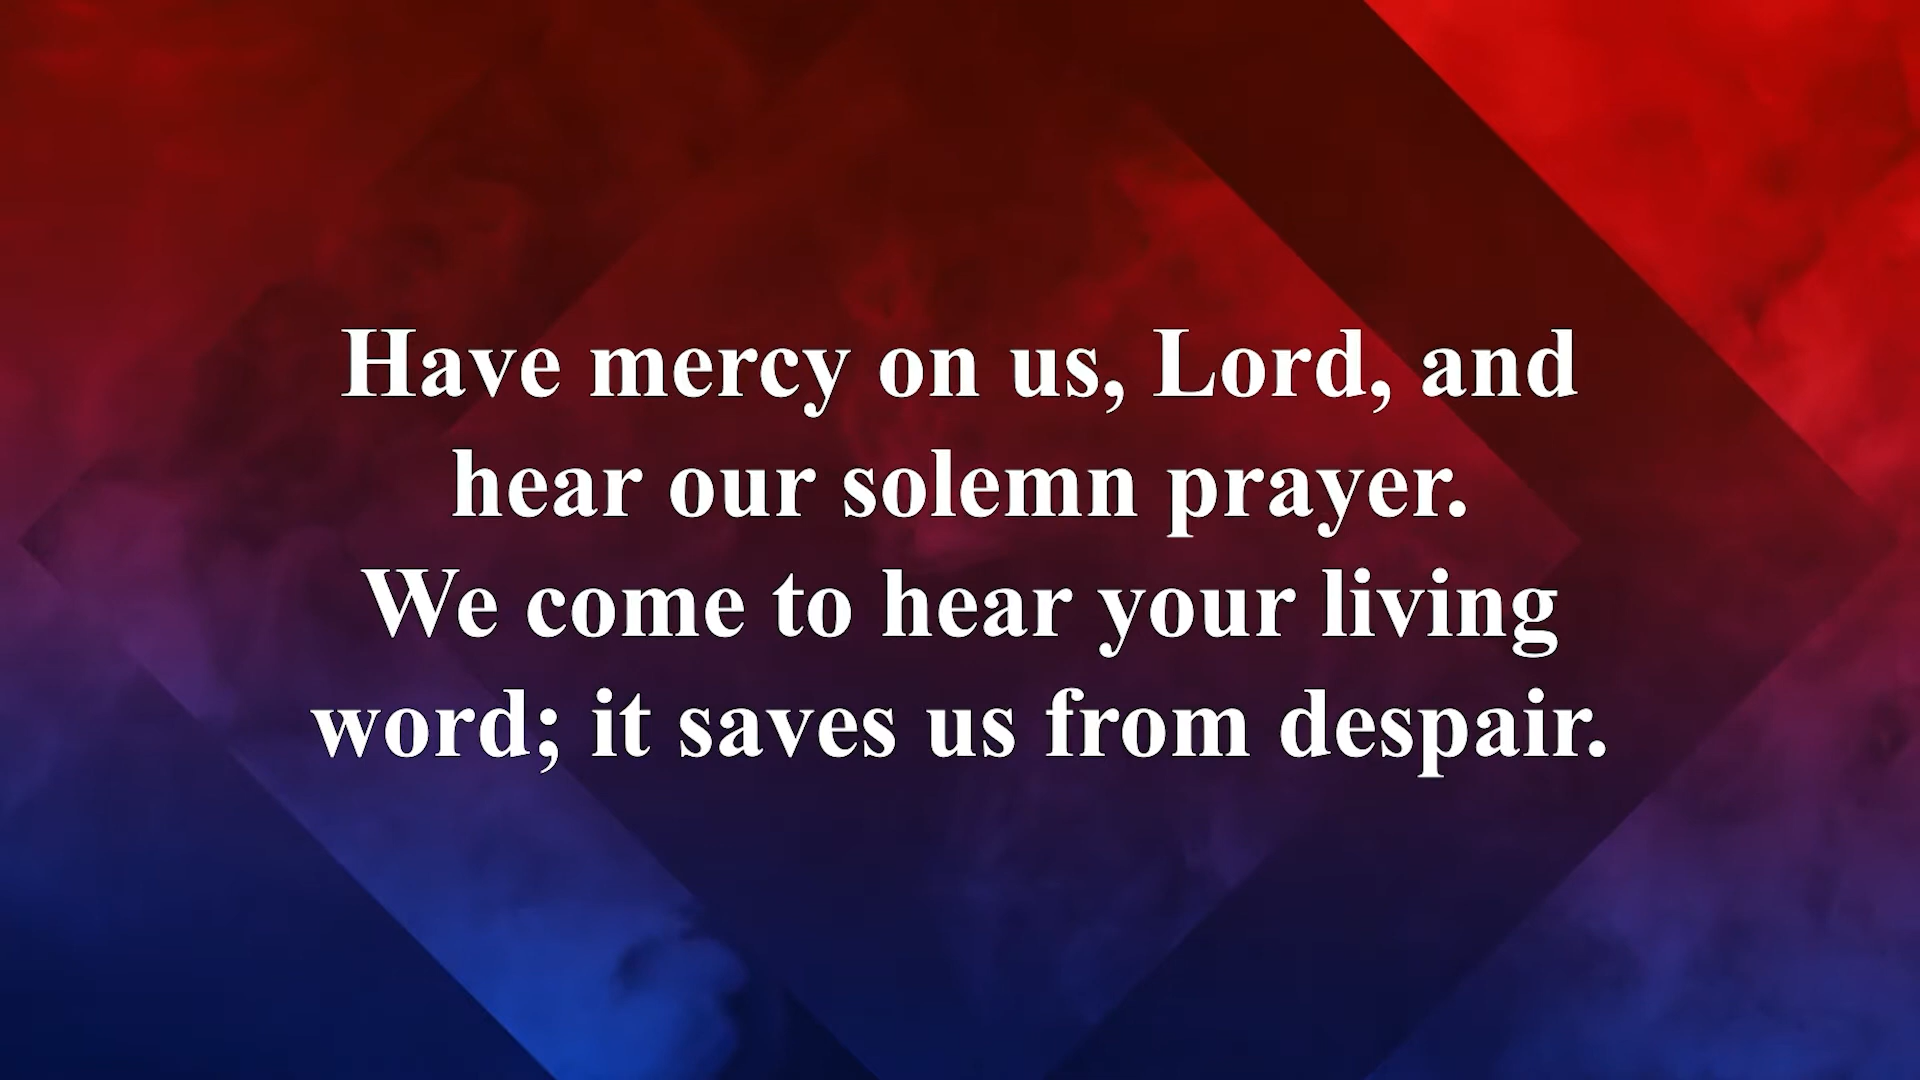 Have mercy on us, Lord, and
hear our solemn prayer.
We come to hear your living
word; it saves us from despair.